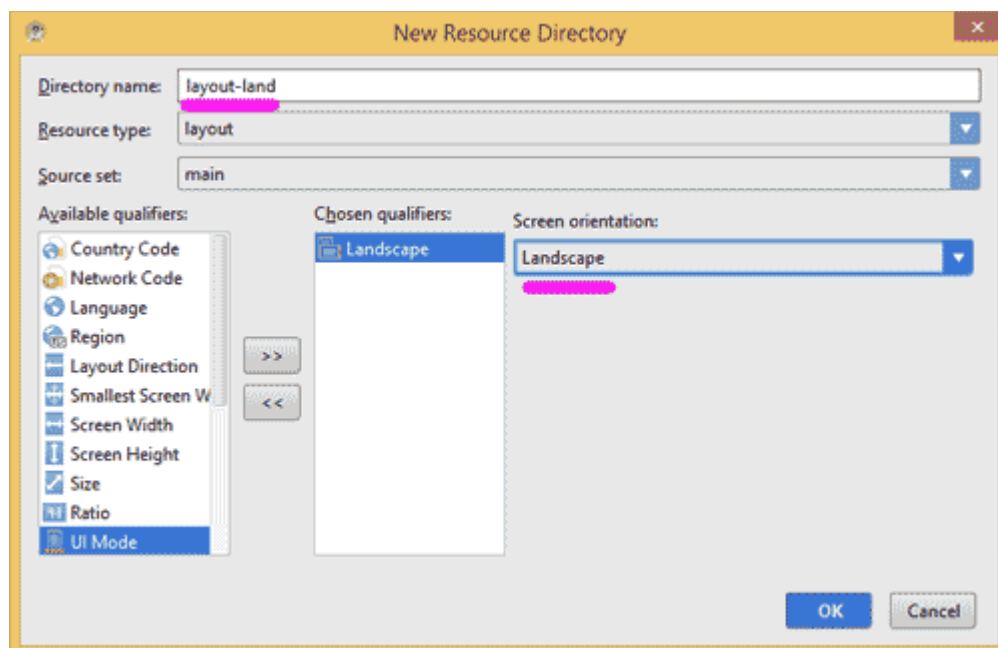 New Resource Directory
Directory name: layout-land
Resource type: layout
Source set: main
Available qualifiers:
Country Code
Network Code
Language
Region
Layout Direction
Smallest Screen W
Screen Width
Screen Height
Size
Ratio
UI Mode
>>
<<
Chosen qualifiers:
Landscape
Screen orientation:
Landscape
OK Cancel